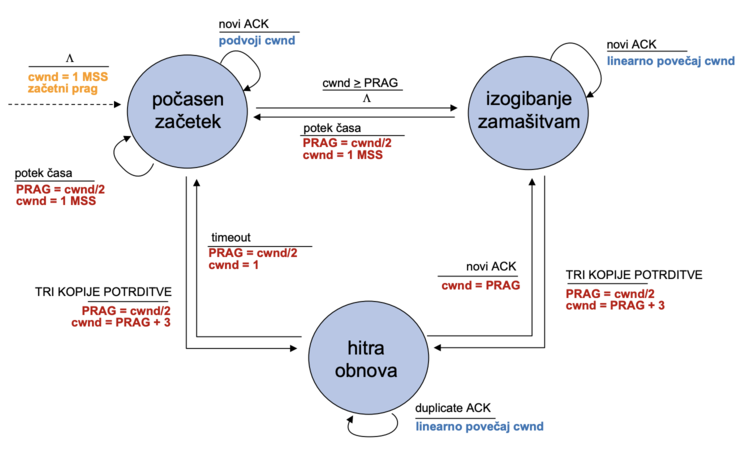 novi ACK
podvoji cwnd
Λ
cwnd = 1 MSS
začetni prag
počasen
začetek
cwnd ≥ PRAG
Λ
potek časa
PRAG = cwnd/2
cwnd = 1 MSS
novi ACK
linearno povečaj cwnd
izogibanje
zamašitvam
potek časa
PRAG = cwnd/2
cwnd = 1 MSS
timeout
PRAG = cwnd/2
cwnd = 1
novi ACK
cwnd = PRAG
TRI KOPIJE POTRDITVE
PRAG = cwnd/2
cwnd = PRAG + 3
TRI KOPIJE POTRDITVE
PRAG = cwnd/2
cwnd = PRAG + 3
hitra
obnova
duplicate ACK
linearno povečaj cwnd